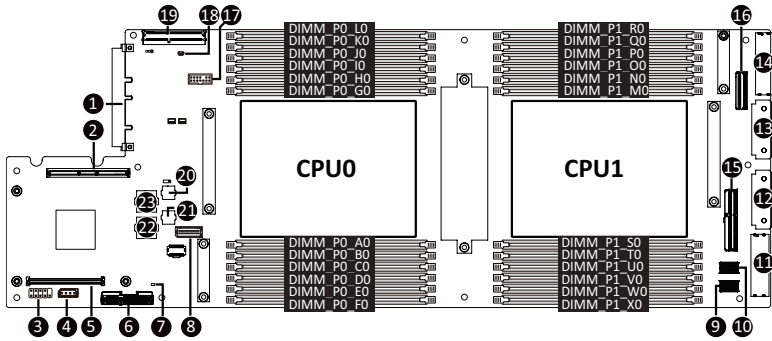 19 18 17
DIMM_P0_L0
DIMM_P0_K0
DIMM_P0_J0
DIMM_P0_I0
DIMM_P0_H0
DIMM_P0_G0
DIMM_P1_R0
DIMM_P1_Q0
DIMM_P1_P0
DIMM_P1_O0
DIMM_P1_N0
DIMM_P1_M0
16
14
1
13
2
CPU0
CPU1
15
20
23
12
21
22
11
DIMM_P0_A0
DIMM_P0_B0
DIMM_P0_C0
DIMM_P0_D0
DIMM_P0_E0
DIMM_P0_F0
DIMM_P1_S0
DIMM_P1_T0
DIMM_P1_U0
DIMM_P1_V0
DIMM_P1_W0
DIMM_P1_X0
3 4 5 6 7 8 9 10